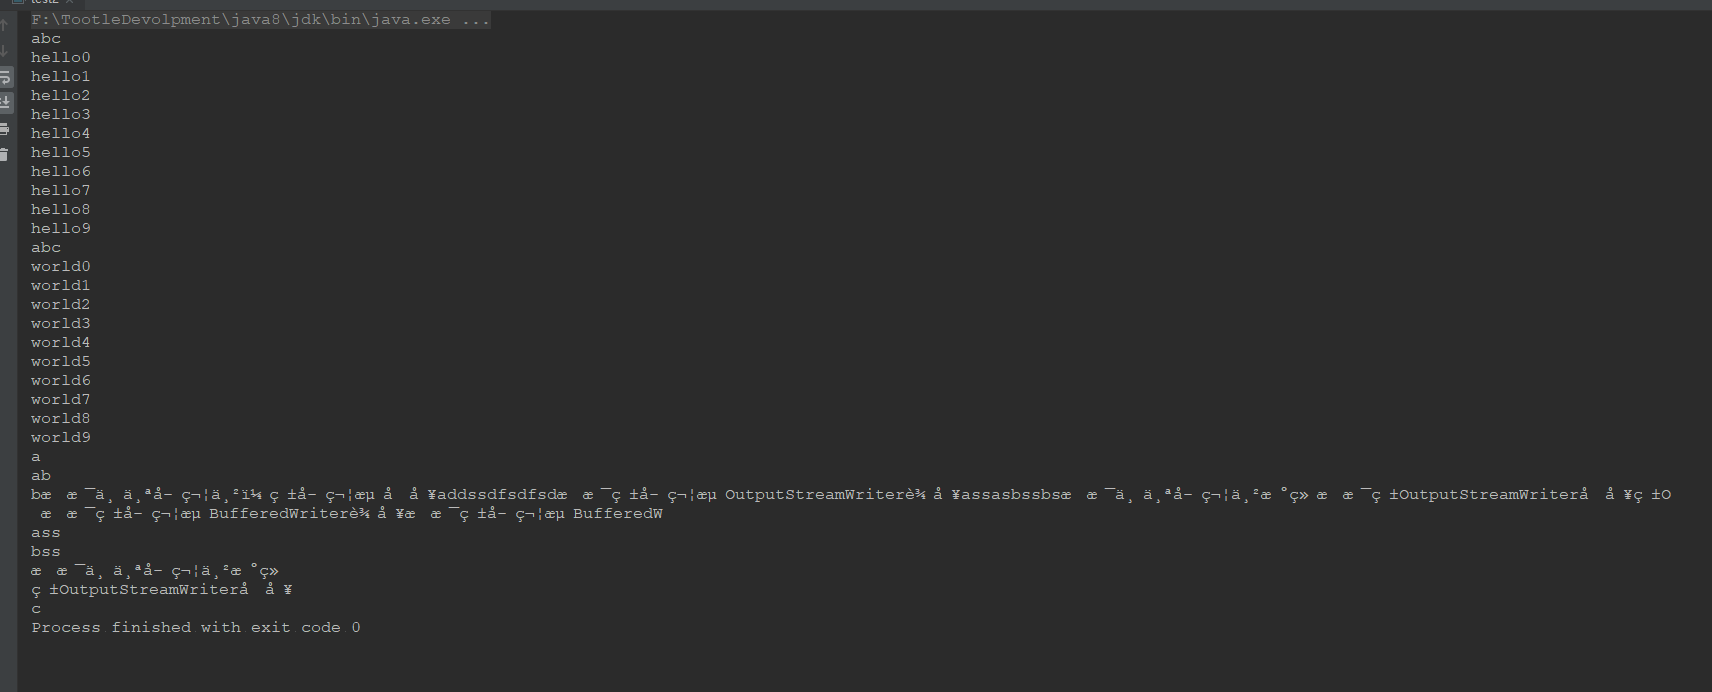 test2
F:\TootleDevolpment\java8\jdk\bin\java.exe ...
abc
hello0
hello1
hello2
hello3
hello4
hello5
hello6
hello7
hello8
hello9
abc
world0
world1
world2
world3
world4
world5
world6
world7
world8
world9
a
ab
bæ æ¯ä¸ ä¸ªå­ç¬¦ä¸²ï¼ ç ±å­ç¬¦æµ å å ¥addssdfsdfsdæ æ¯ç ±å­ç¬¦æµ OutputStreamWriterè¾ å ¥assasbssbsæ æ¯ä¸ ä¸ªå­ç¬¦ä¸²æ °ç» æ æ¯ç ±OutputStreamWriterå å ¥ç ±O
æ æ ¯ç ±å­ç¬¦æµ BufferedWriterè¾ å ¥æ æ¯ç ±å­ç¬¦æµ BufferedW
ass
bss
æ æ¯ä¸ ä¸ªå­ç¬¦ä¸²æ °ç»
ç ±OutputStreamWriterå å ¥
c
Process finished with exit code 0